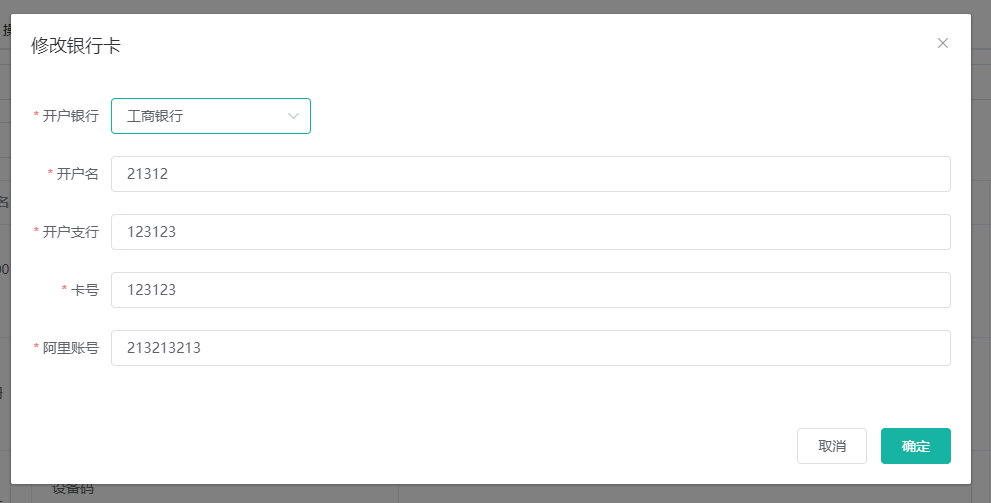 修改银行卡
* 开户银行 工商银行
* 开户名 21312
* 开户支行 123123
* 卡号 123123
* 阿里账号 213213213
取消 确定
设备码